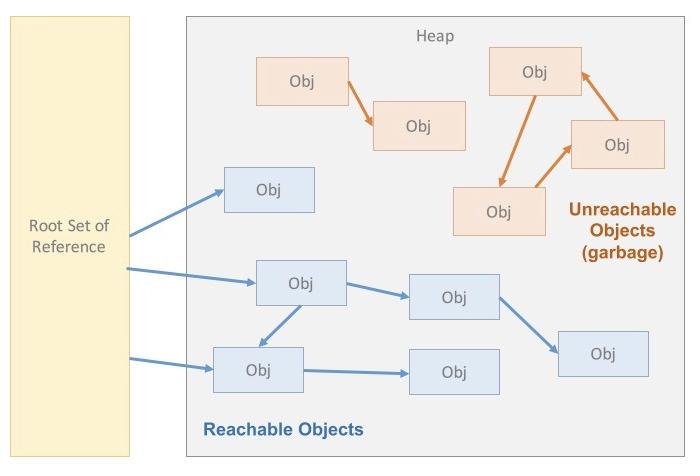 Heap
Obj
Obj
Obj
Obj
Obj
Obj
Unreachable
Objects
(garbage)
Root Set of
Reference
Obj
Obj
Obj
Obj
Obj
Reachable Objects